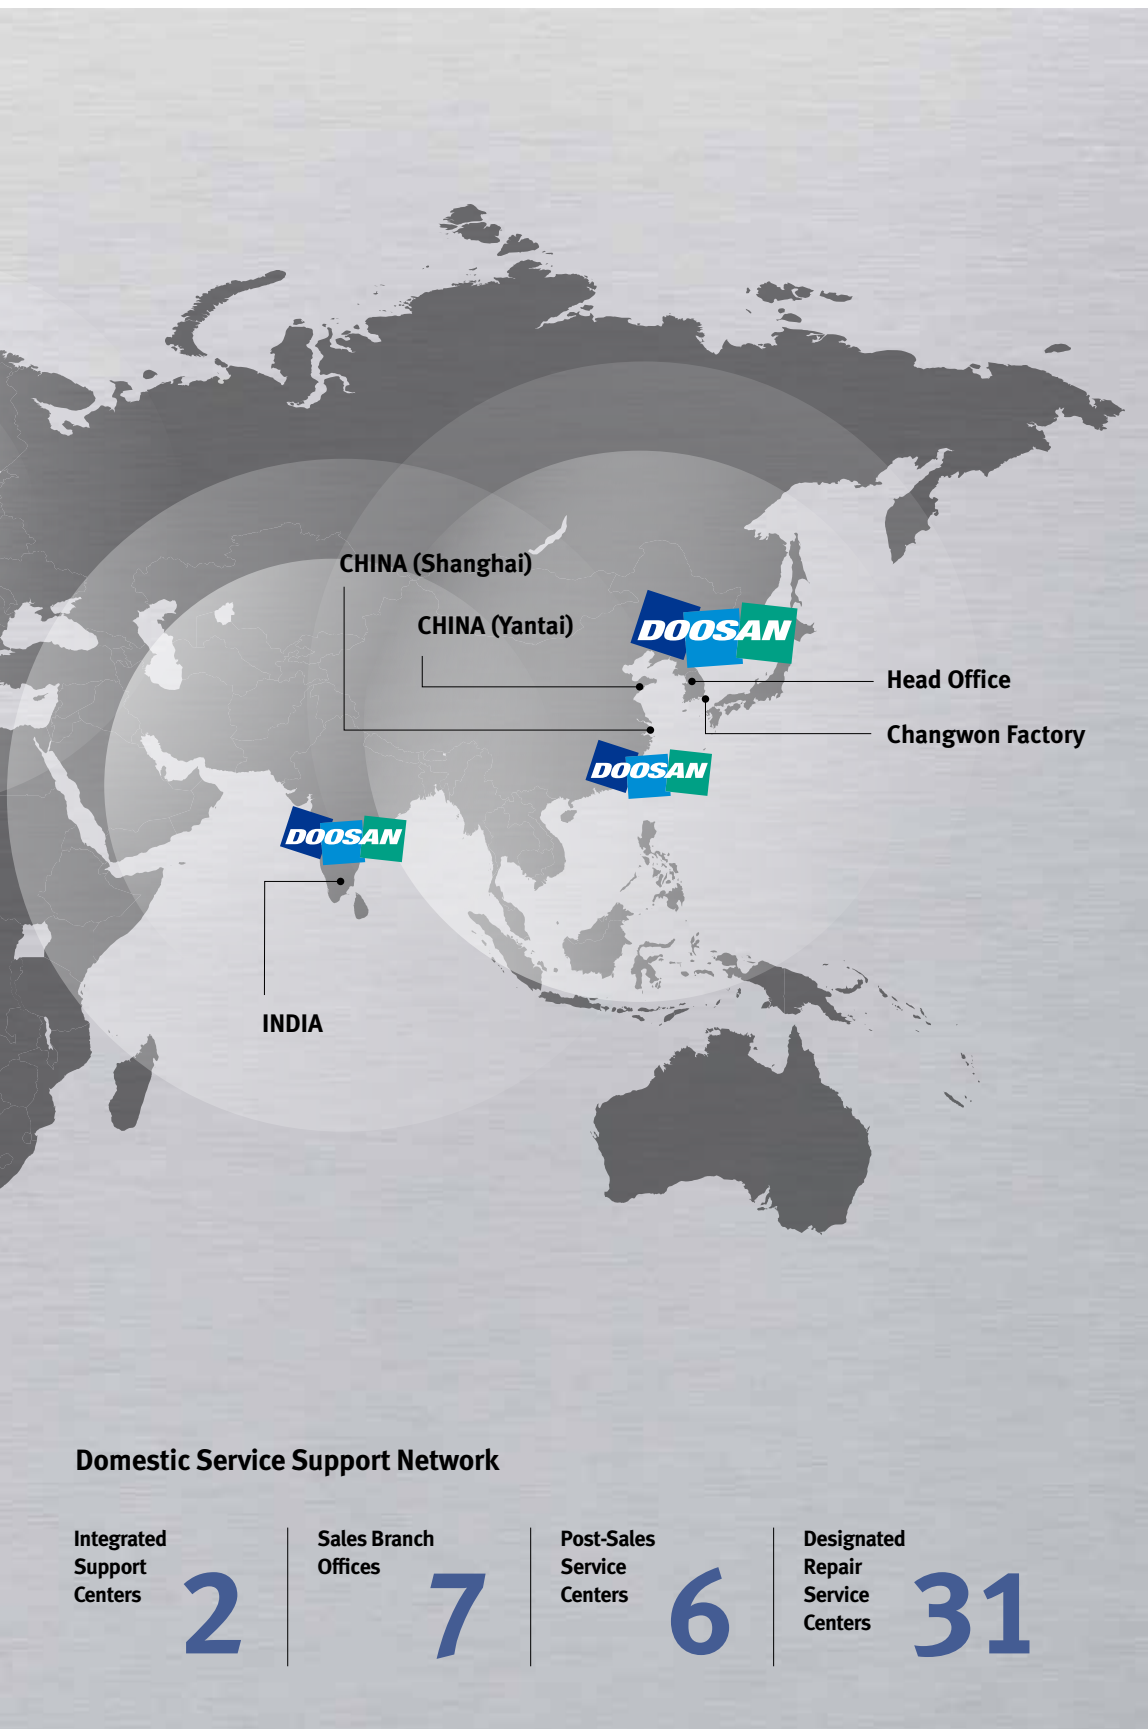 CHINA (Shanghai)
CHINA (Yantai)
DOOSAN
Head Office
Changwon Factory
DOOSAN
DOOSAN
INDIA
Domestic Service Support Network
Integrated
Support
Centers
2
Sales Branch
Offices
7
Post-Sales
Service
Centers
6
Designated
Repair
Service
Centers
31